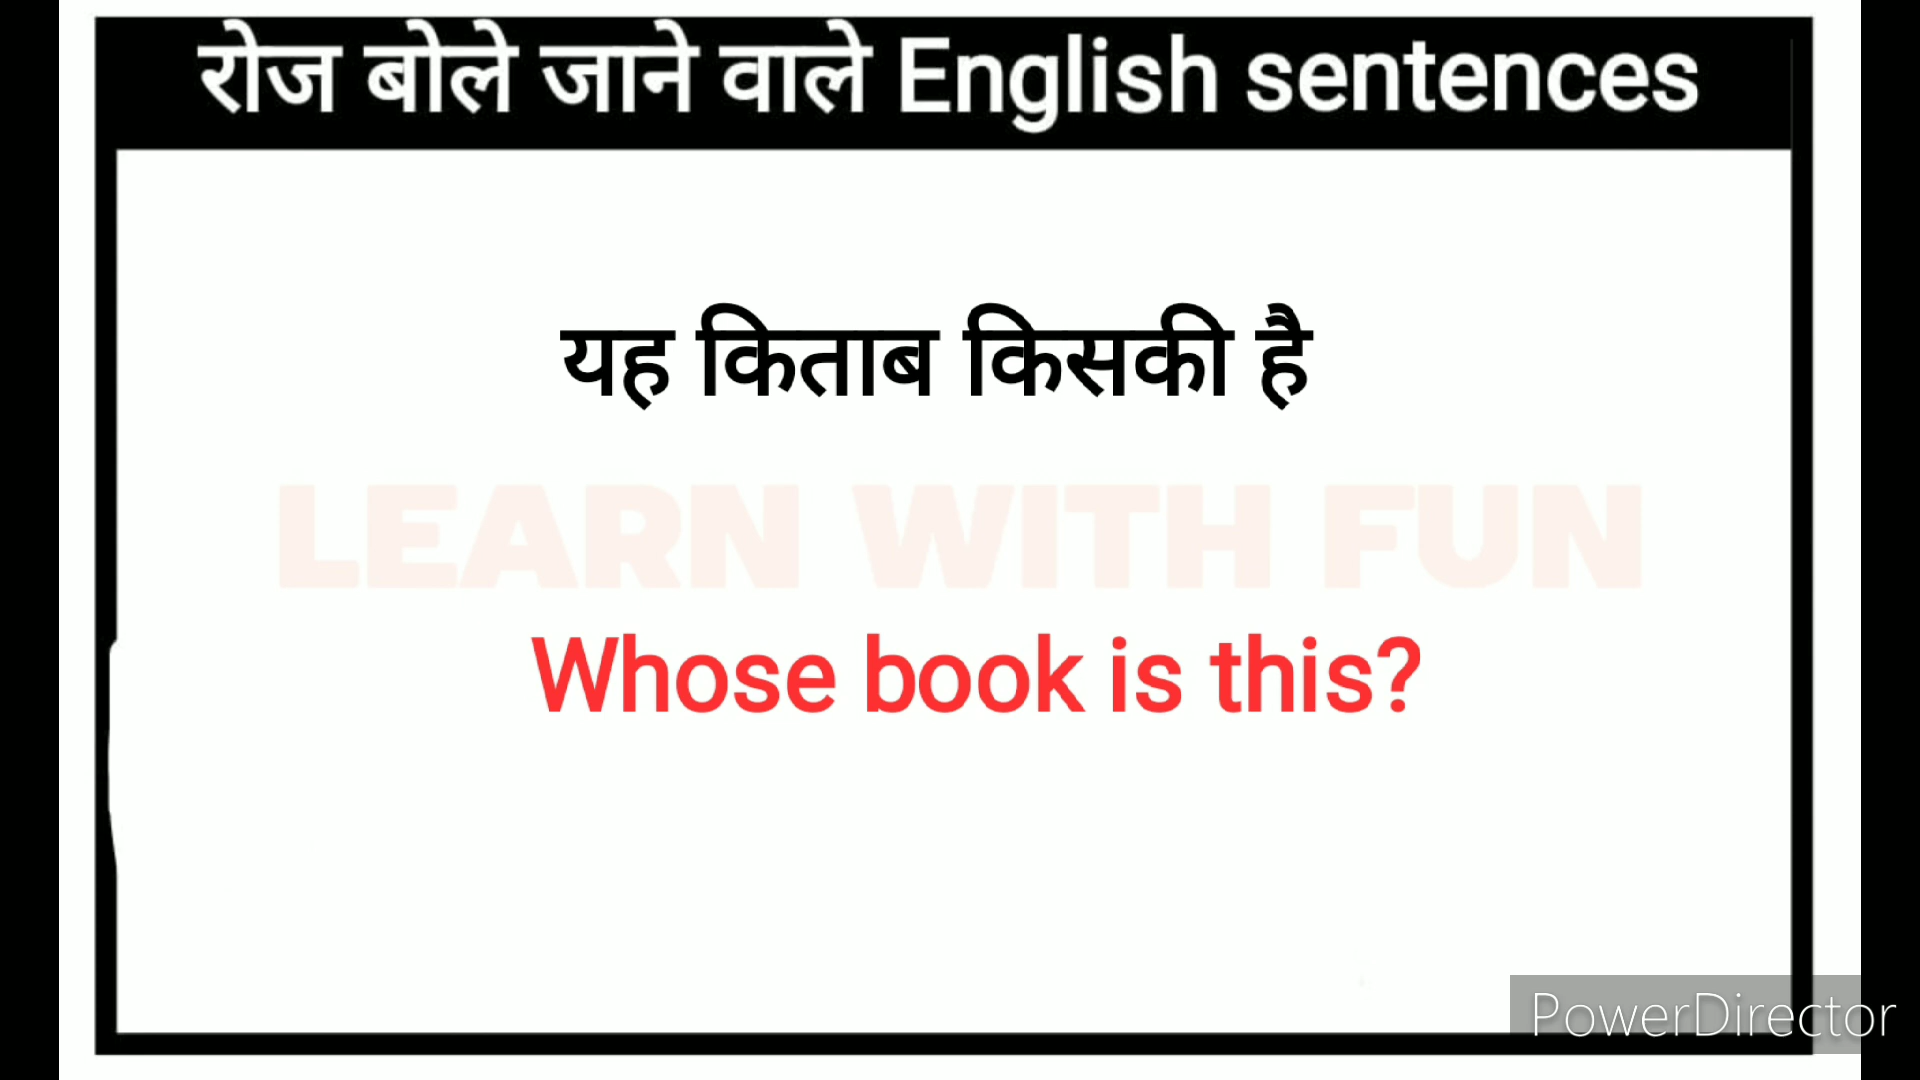 रोज बोले जाने वाले English sentences
यह किताब किसकी है
LEARN WITH FUN
Whose book is this?
PowerDirector